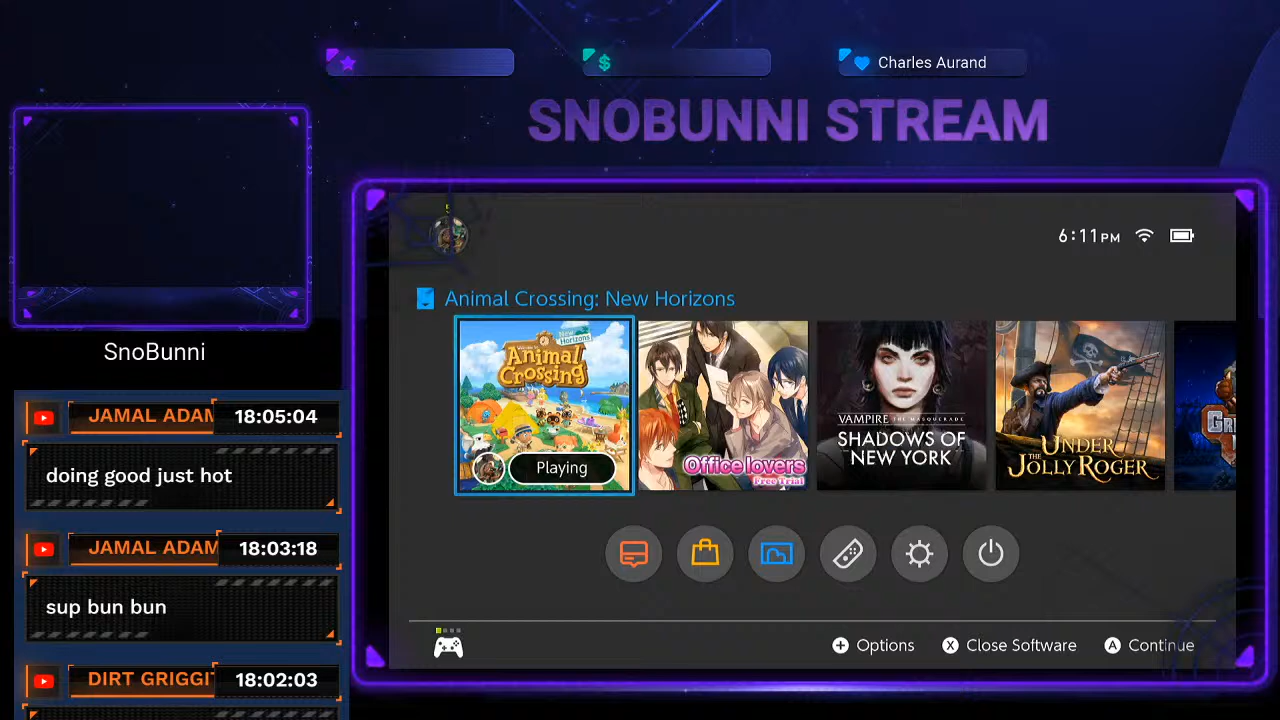 Charles Aurand
SNOBUNNI STREAM
6:11PM
Animal Crossing: New Horizons
New Horizons
Animal
Crossing
Playing
Office lovers
Free Trial
VAMPIRE THE MASQUERADE
SHADOWS OF
NEW YORK
UNDER
THE JOLLY ROGER
SnoBunni
JAMAL ADAM 18:05:04
doing good just hot
JAMAL ADAM 18:03:18
sup bun bun
DIRT GRIGGI 18:02:03
Options
Close Software
Continue